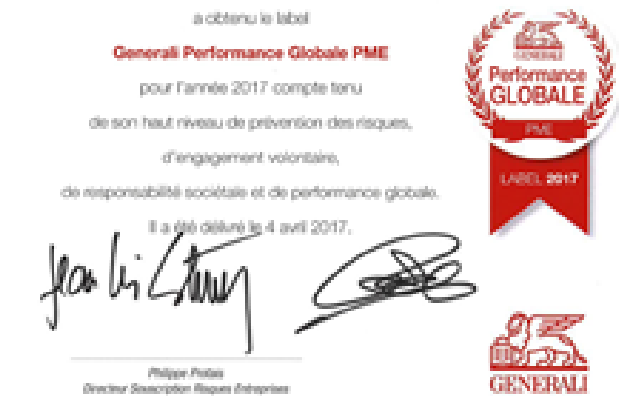 a obtenu le label
Generali Performance Globale PME
pour l'année 2017 compte tenu
de son haut niveau de prévention des risques,
d'engagement volontaire,
de responsabilité sociétale et de performance globale.
Il a été délivré le 4 avril 2017.
Directeur Souscription Risques Entreprises
GENERALI
Performance
GLOBALE
PME
LABEL 2017
GENERALI